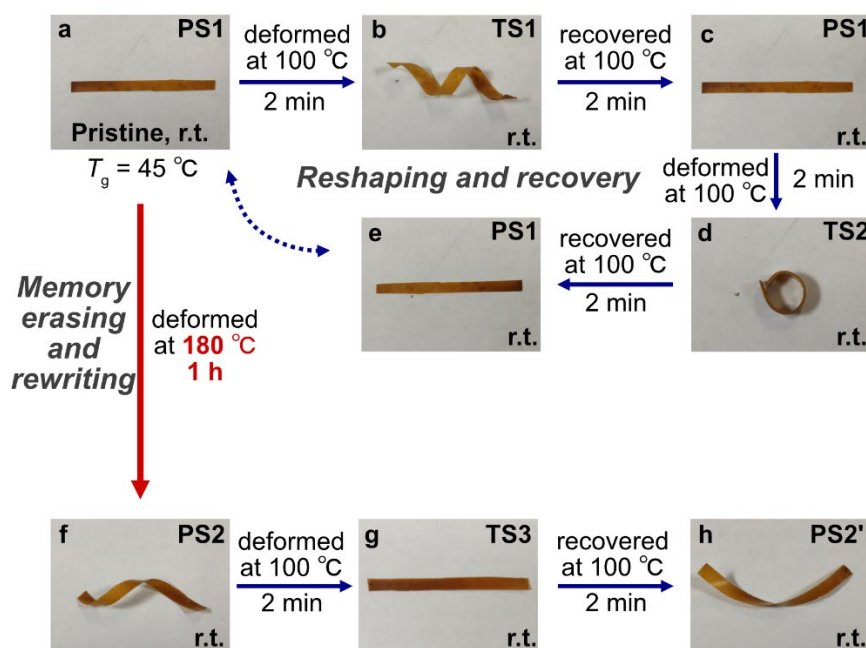 a PS1
Pristine, r.t.
Tg = 45 °C
deformed
at 100 °C
2 min
b TS1
r.t.
recovered
at 100 °C
2 min
c PS1
r.t.
deformed
at 100 °C
2 min
Reshaping and recovery
d TS2
r.t.
recovered
at 100 °C
2 min
e PS1
r.t.
Memory
erasing
and
rewriting
deformed
at 180 °C
1 h
f PS2
r.t.
deformed
at 100 °C
2 min
g TS3
r.t.
recovered
at 100 °C
2 min
h PS2'
r.t.